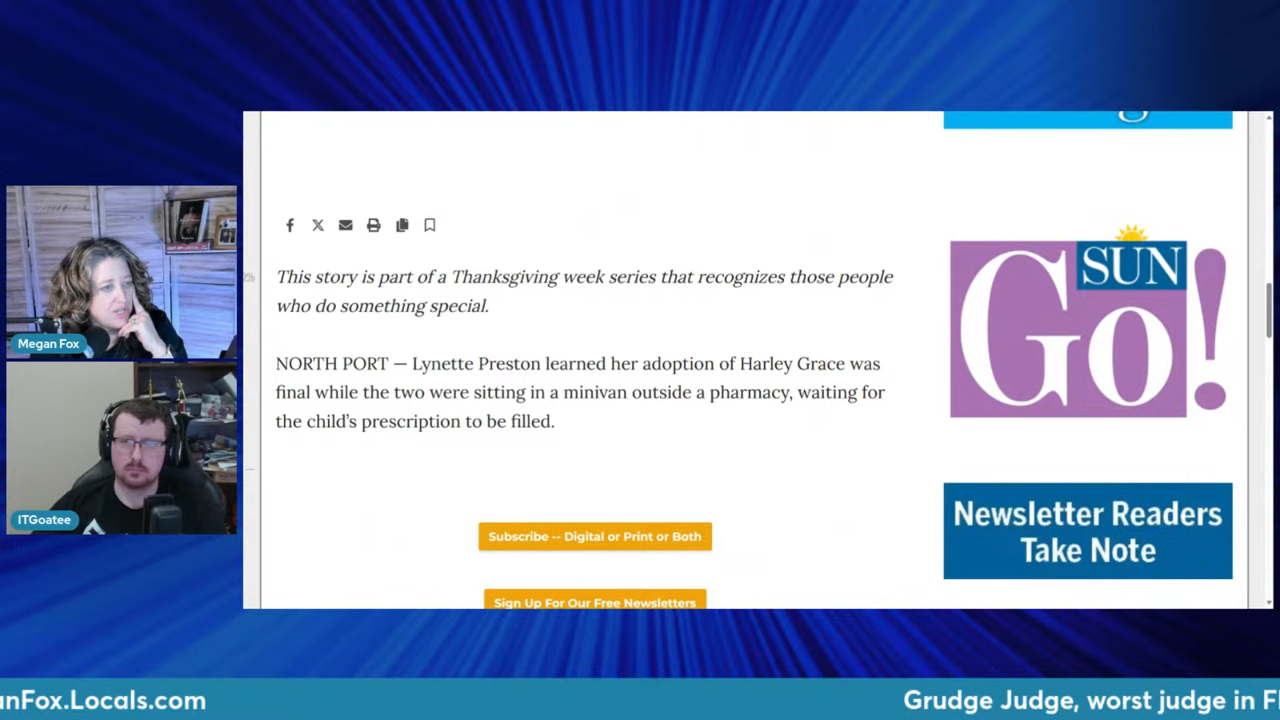 This story is part of a Thanksgiving week series that recognizes those people
who do something special.
NORTH PORT — Lynette Preston learned her adoption of Harley Grace was
final while the two were sitting in a minivan outside a pharmacy, waiting for
the child's prescription to be filled.
Subscribe -- Digital or Print or Both
Sign Up For Our Free Newsletters
SUN
Go!
Newsletter Readers
Take Note
Megan Fox
ITGoatee
anFox.Locals.com
Grudge Judge, worst judge in F